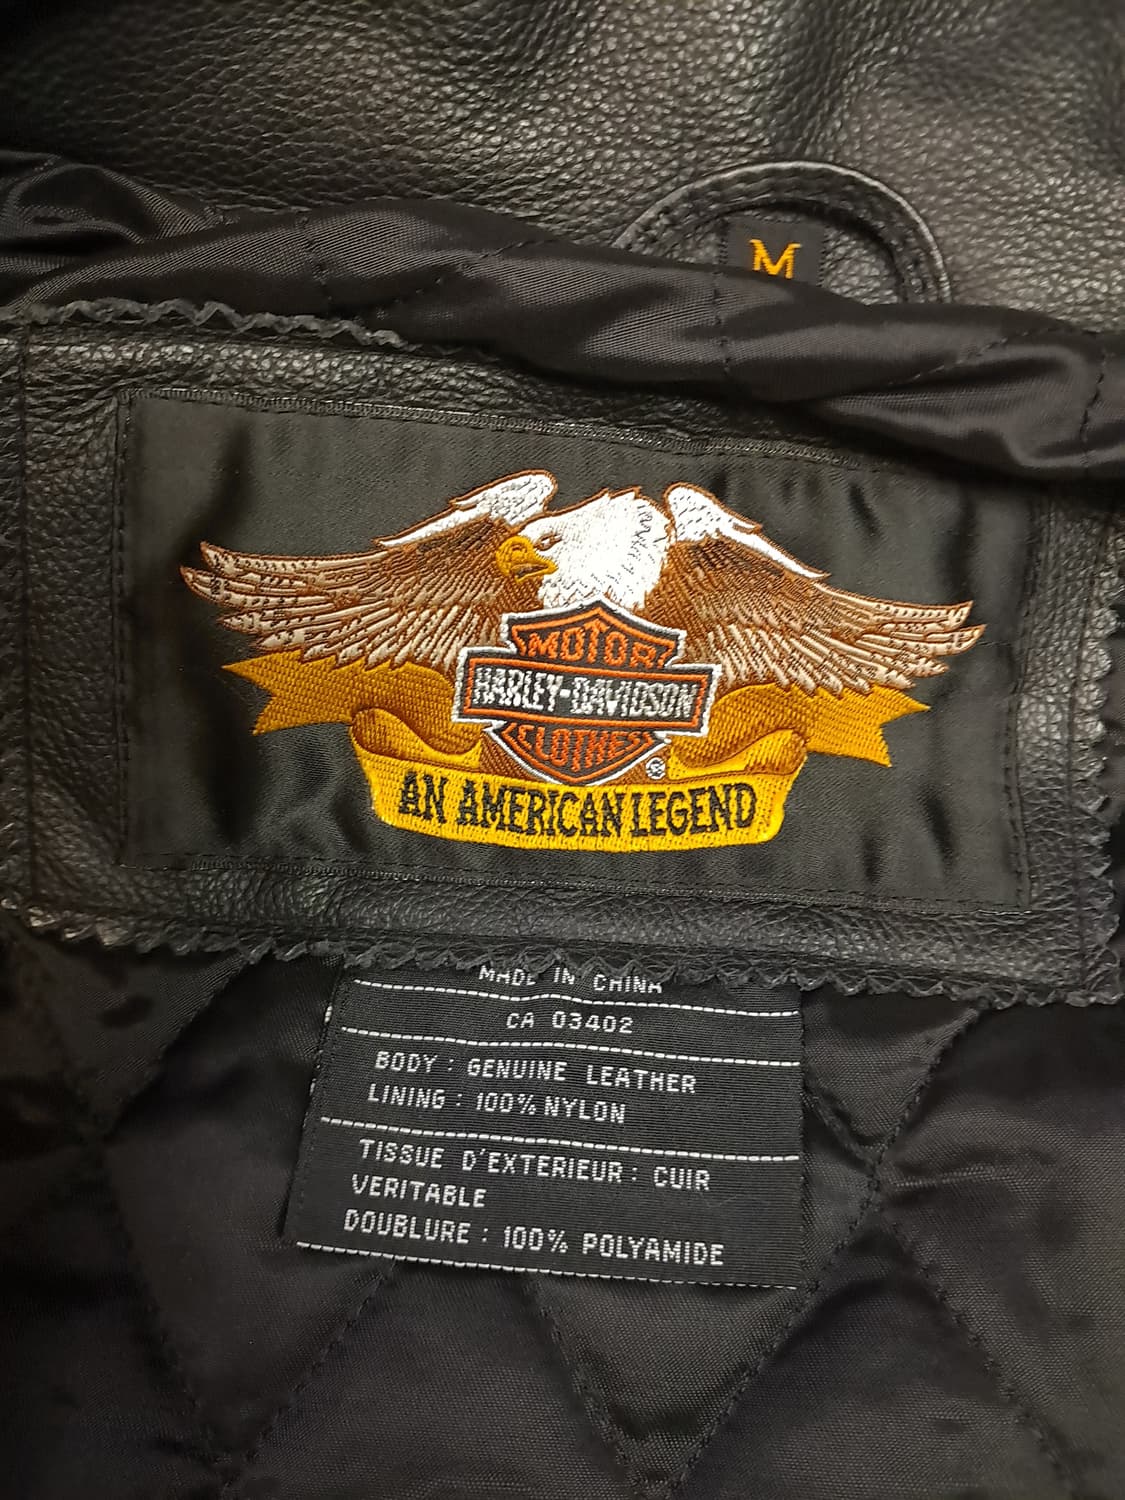 M
MOTOR
HARLEY-DAVIDSON
CLOTHES
®
AN AMERICAN LEGEND
MADE IN CHINA
CA 03402
BODY : GENUINE LEATHER
LINING : 100% NYLON
TISSUE D'EXTERIEUR : CUIR
VERITABLE
DOUBLURE : 100% POLYAMIDE